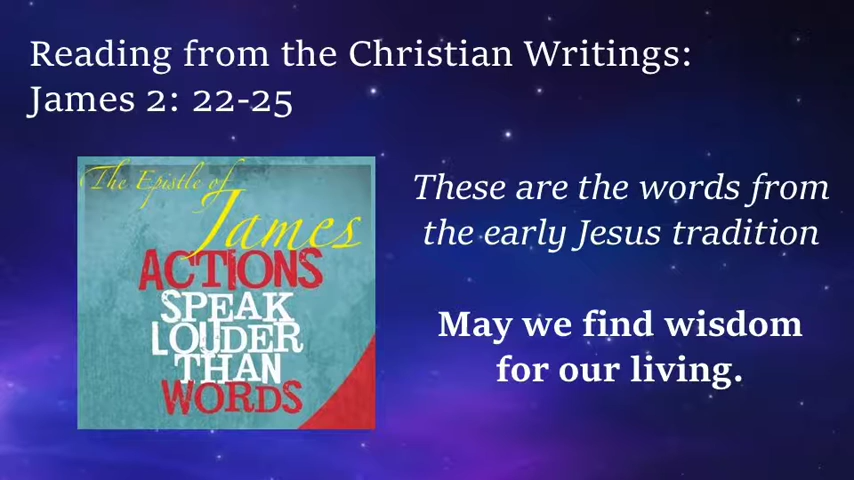 Reading from the Christian Writings:
James 2: 22-25
The Epistle of
James
ACTIONS
SPEAK
LOUDER
THAN
WORDS
These are the words from
the early Jesus tradition
May we find wisdom
for our living.